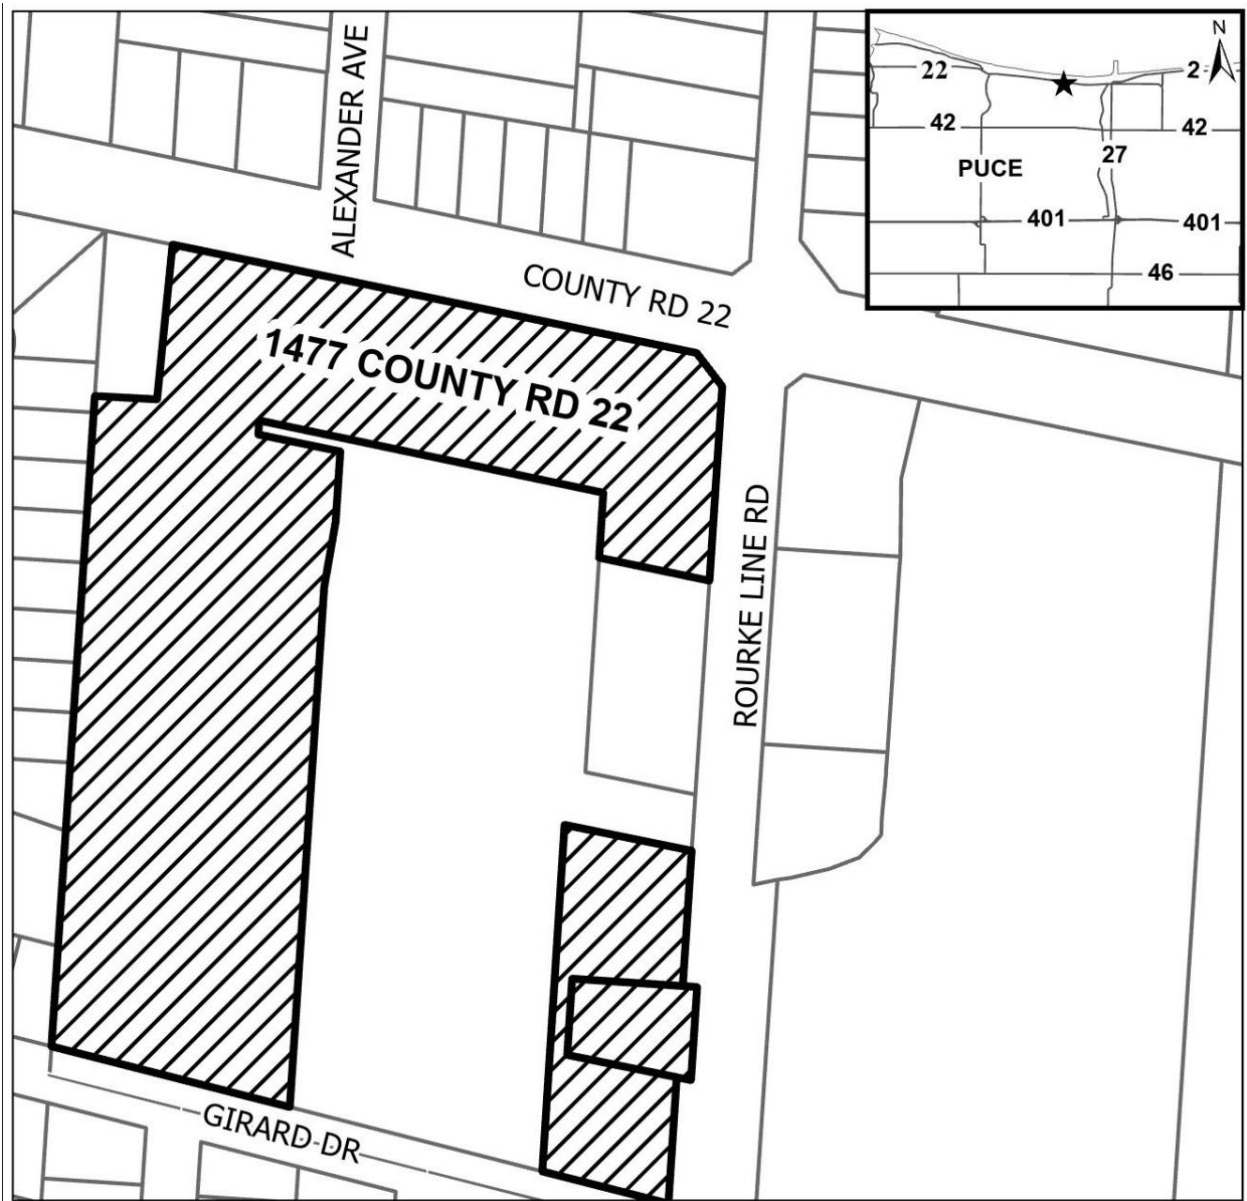 ALEXANDER AVE
COUNTY RD 22
1477 COUNTY RD 22
ROURKE LINE RD
GIRARD DR
N
22
2
42
42
27
PUCE
401
401
46